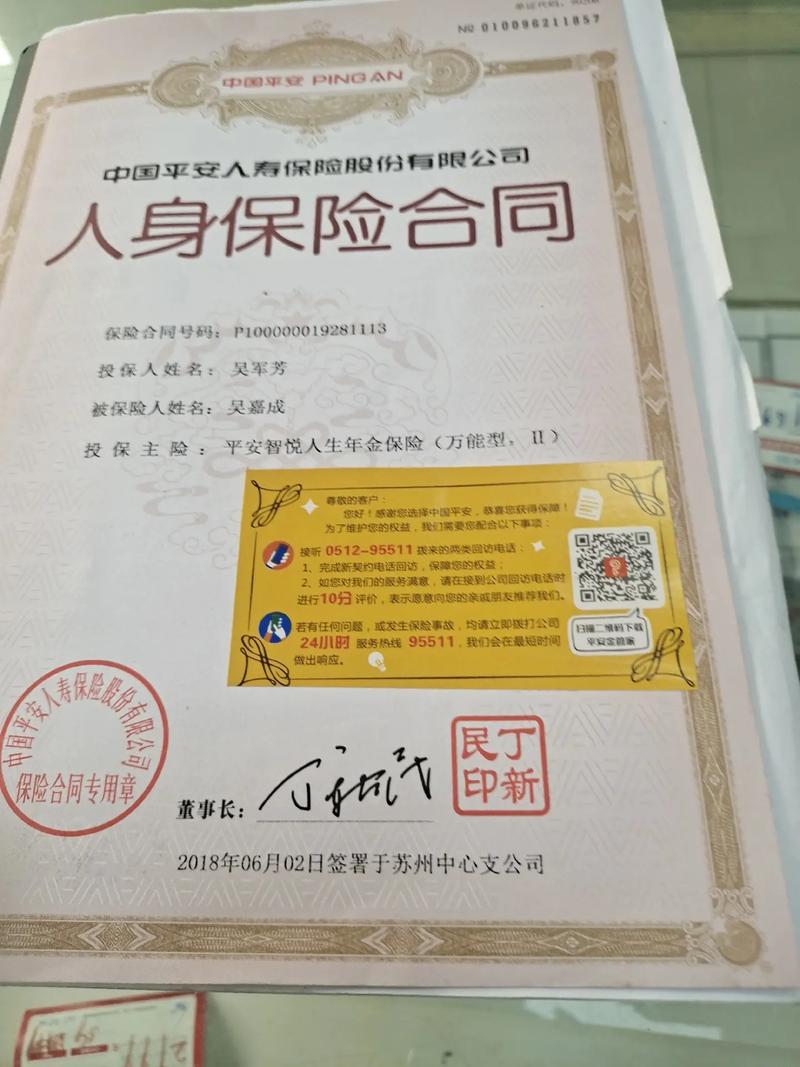 № 010096211857
中国平安 PING AN
中国平安人寿保险股份有限公司
人身保险合同
保险合同号码：P100000019281113
投保人姓名：吴军芳
被保险人姓名：吴嘉成
投保主险：平安智悦人生年金保险（万能型，II）
尊敬的客户：
您好！感谢您选择中国平安，恭喜您获得保障！
为了维护您的权益，我们需要您配合以下事项：
接听 0512-95511 拨来的两类回访电话：
1、完成新契约电话回访，保障您的权益；
2、如您对我们的服务满意，请在接到公司回访电话时
进行10分评价，表示愿意向您的亲戚朋友推荐我们。
若有任何问题，或发生保险事故，均请立即拨打公司
24小时 服务热线 95511，我们会在最短时间
做出响应。
扫描二维码下载
平安金管家
中国平安人寿保险股份有限公司
保险合同专用章
董事长：
丁新民印
2018年06月02日签署于苏州中心支公司